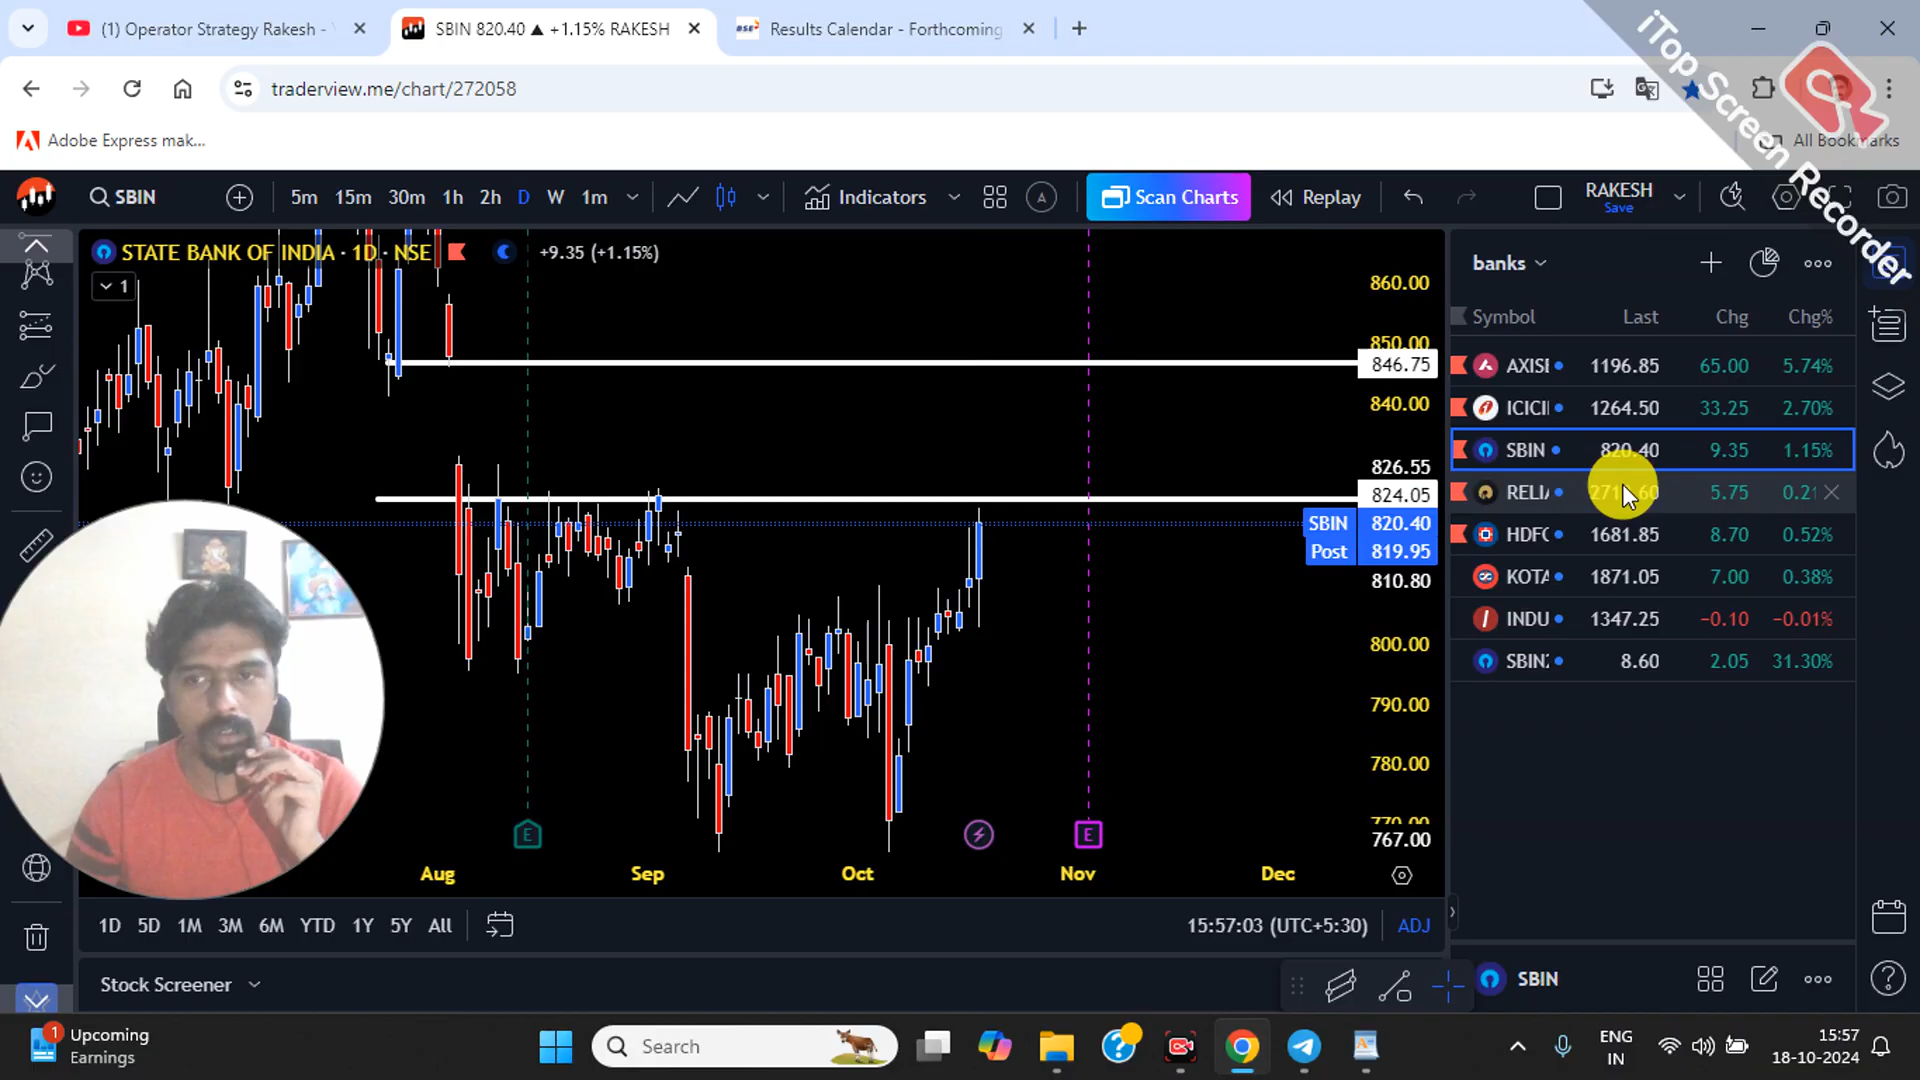 (1) Operator Strategy Rakesh -
SBIN 820.40 ▲ +1.15% RAKESH
BSE
Results Calendar - Forthcoming
traderview.me/chart/272058
Adobe Express mak...
All Bookmarks
iTop Screen Recorder
SBIN
5m 15m 30m 1h 2h D W 1m
Indicators
A
Scan Charts
Replay
RAKESH
Save
STATE BANK OF INDIA · 1D · NSE
+9.35 (+1.15%)
1
860.00
850.00
846.75
840.00
826.55
824.05
SBIN 820.40
Post 819.95
810.80
800.00
790.00
780.00
770.00
767.00
E
E
Aug Sep Oct Nov Dec
1D 5D 1M 3M 6M YTD 1Y 5Y All
15:57:03 (UTC+5:30) ADJ
Stock Screener
banks
Symbol Last Chg Chg%
AXISI 1196.85 65.00 5.74%
ICICII 1264.50 33.25 2.70%
SBIN 820.40 9.35 1.15%
RELI 5.75 0.21
HDFC 1681.85 8.70 0.52%
KOTA 1871.05 7.00 0.38%
INDU 1347.25 −0.10 −0.01%
SBIN 8.60 2.05 31.30%
SBIN
1
Upcoming
Earnings
Search
ENG
IN
15:57
18-10-2024